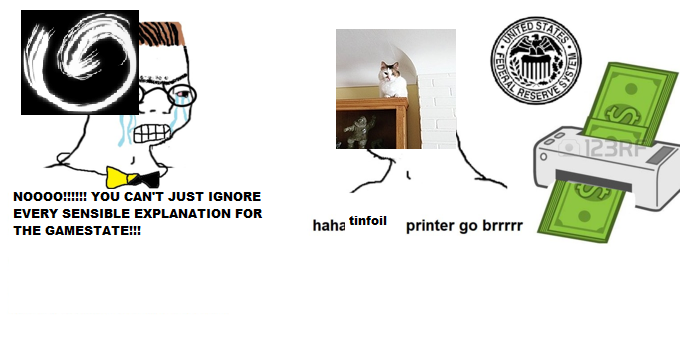 NOOOO!!!!!! YOU CAN'T JUST IGNORE
EVERY SENSIBLE EXPLANATION FOR
THE GAMESTATE!!!
haha tinfoil printer go brrrrr
UNITED STATES
FEDERAL RESERVE SYSTEM
123RF